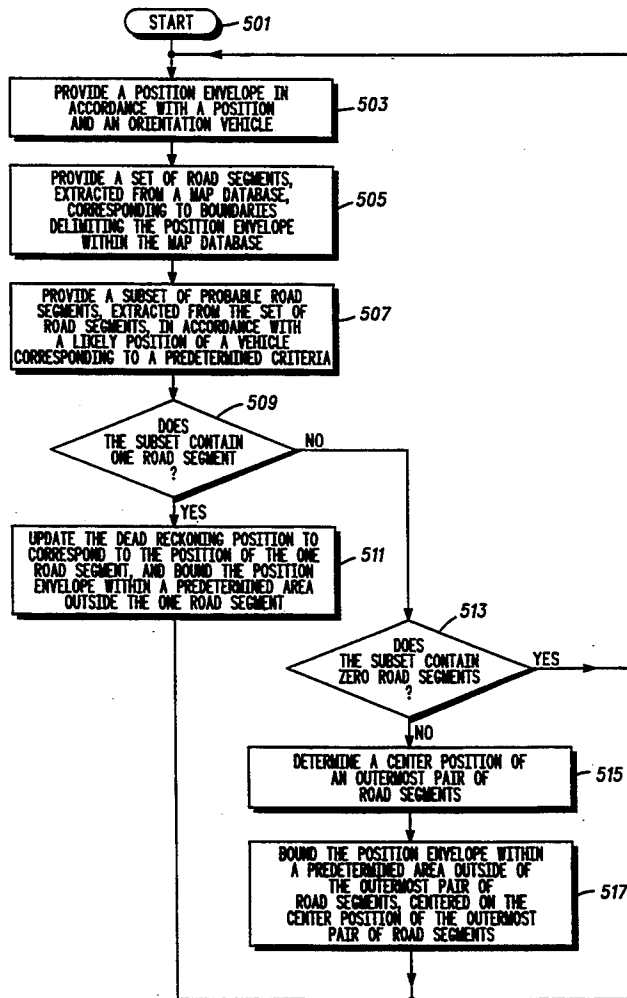 START
501
PROVIDE A POSITION ENVELOPE IN
ACCORDANCE WITH A POSITION
AND AN ORIENTATION VEHICLE
503
PROVIDE A SET OF ROAD SEGMENTS,
EXTRACTED FROM A MAP DATABASE,
CORRESPONDING TO BOUNDARIES
DELIMITING THE POSITION ENVELOPE
WITHIN THE MAP DATABASE
505
PROVIDE A SUBSET OF PROBABLE ROAD
SEGMENTS, EXTRACTED FROM THE SET OF
ROAD SEGMENTS, IN ACCORDANCE WITH
A LIKELY POSITION OF A VEHICLE
CORRESPONDING TO A PREDETERMINED CRITERIA
507
509
DOES
THE SUBSET CONTAIN
ONE ROAD SEGMENT
?
NO
YES
UPDATE THE DEAD RECKONING POSITION TO
CORRESPOND TO THE POSITION OF THE ONE
ROAD SEGMENT, AND BOUND THE POSITION
ENVELOPE WITHIN A PREDETERMINED AREA
OUTSIDE THE ONE ROAD SEGMENT
511
513
DOES
THE SUBSET CONTAIN
ZERO ROAD SEGMENTS
?
YES
NO
DETERMINE A CENTER POSITION OF
AN OUTERMOST PAIR OF
ROAD SEGMENTS
515
BOUND THE POSITION ENVELOPE WITHIN
A PREDETERMINED AREA OUTSIDE OF
THE OUTERMOST PAIR OF
ROAD SEGMENTS, CENTERED ON THE
CENTER POSITION OF THE OUTERMOST
PAIR OF ROAD SEGMENTS
517